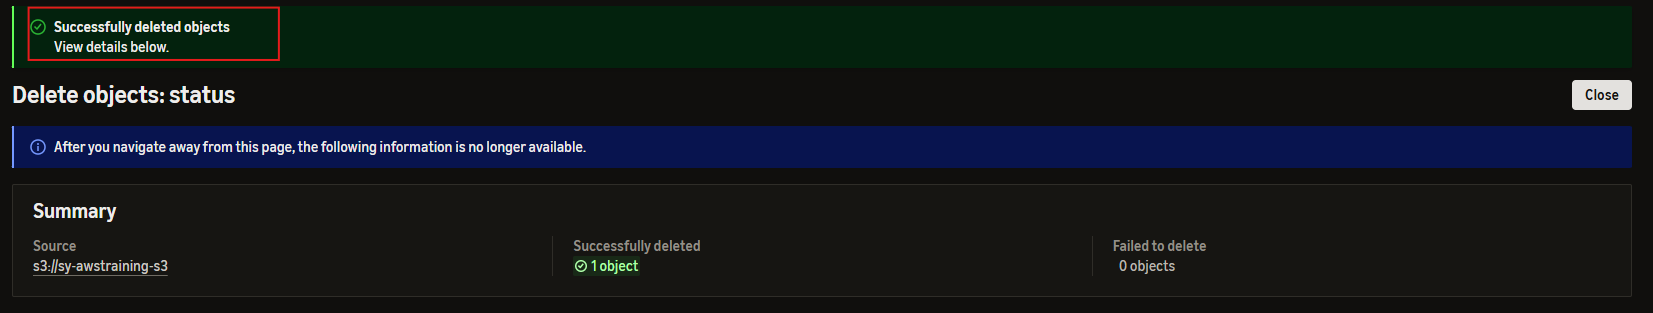 Successfully deleted objects
View details below.
Delete objects: status
Close
After you navigate away from this page, the following information is no longer available.
Summary
Source
s3://sy-awstraining-s3
Successfully deleted
1 object
Failed to delete
0 objects